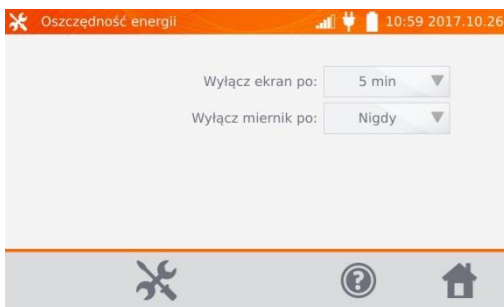 Oszczędność energii 10:59 2017.10.26
Wyłącz ekran po: 5 min
Wyłącz miernik po: Nigdy
?